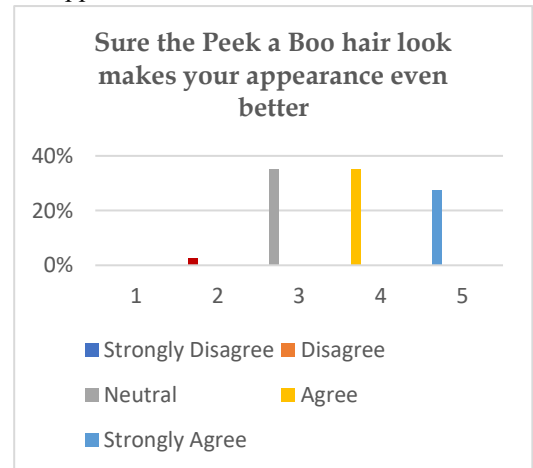 Sure the Peek a Boo hair look
makes your appearance even
better
40%
20%
0%
1 2 3 4 5
Strongly Disagree Disagree
Neutral Agree
Strongly Agree